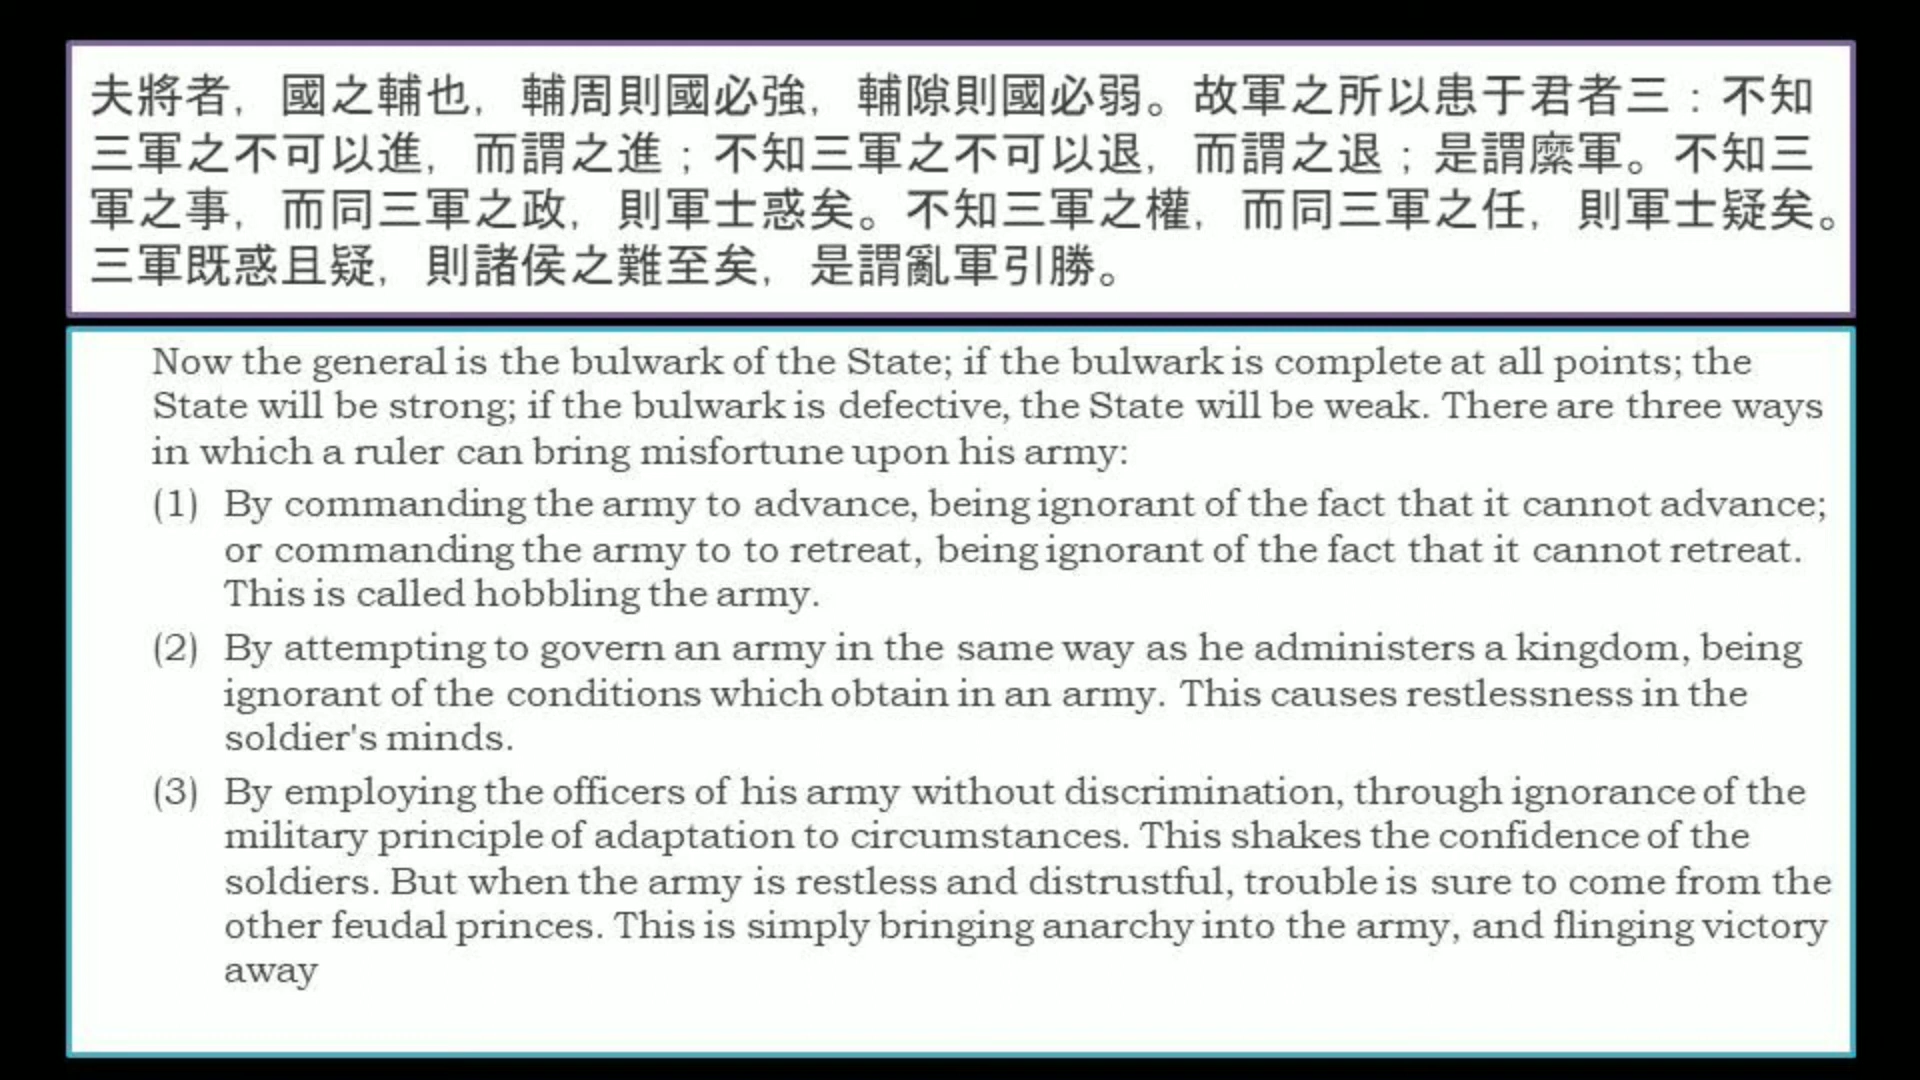 夫將者，國之輔也，輔周則國必強，輔隙則國必弱。故軍之所以患于君者三：不知
三軍之不可以進，而謂之進；不知三軍之不可以退，而謂之退；是謂縻軍。不知三
軍之事，而同三軍之政，則軍士惑矣。不知三軍之權，而同三軍之任，則軍士疑矣。
三軍既惑且疑，則諸侯之難至矣，是謂亂軍引勝。
Now the general is the bulwark of the State; if the bulwark is complete at all points; the
State will be strong; if the bulwark is defective, the State will be weak. There are three ways
in which a ruler can bring misfortune upon his army:
(1) By commanding the army to advance, being ignorant of the fact that it cannot advance;
or commanding the army to to retreat, being ignorant of the fact that it cannot retreat.
This is called hobbling the army.
(2) By attempting to govern an army in the same way as he administers a kingdom, being
ignorant of the conditions which obtain in an army. This causes restlessness in the
soldier's minds.
(3) By employing the officers of his army without discrimination, through ignorance of the
military principle of adaptation to circumstances. This shakes the confidence of the
soldiers. But when the army is restless and distrustful, trouble is sure to come from the
other feudal princes. This is simply bringing anarchy into the army, and flinging victory
away